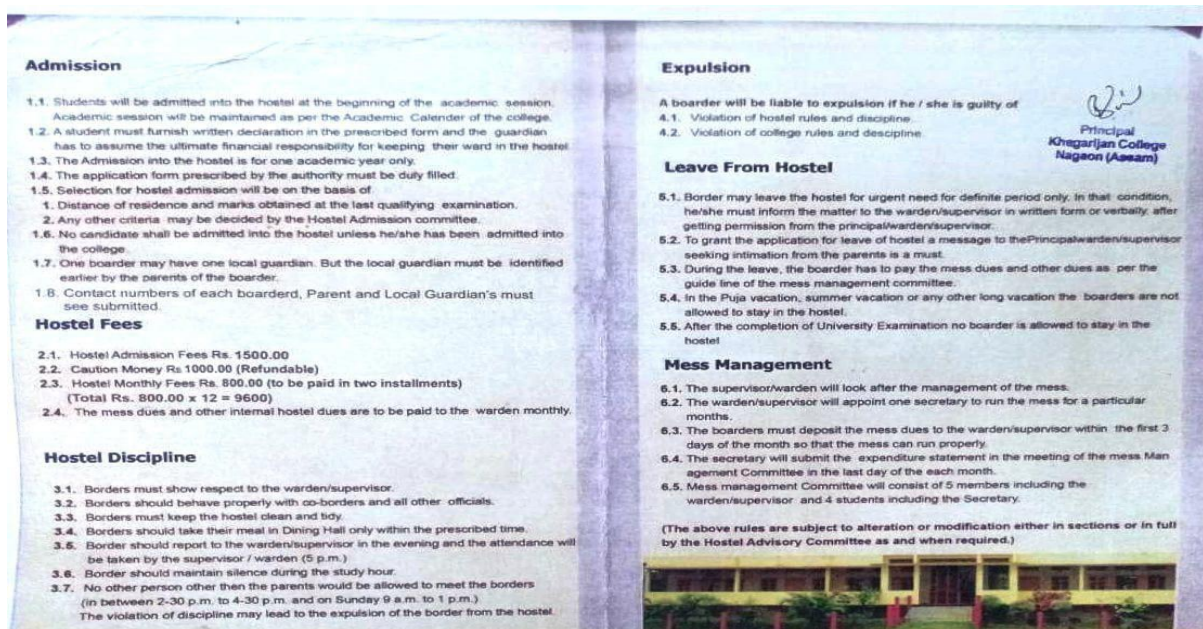 Admission
1.1. Students will be admitted into the hostel at the beginning of the academic session.
Academic session will be maintained as per the Academic Calender of the college.
1.2. A student must furnish written declaration in the prescribed form and the guardian
has to assume the ultimate financial responsibility for keeping their ward in the hostel
1.3. The Admission into the hostel is for one academic year only.
1.4. The application form prescribed by the authority must be duly filled.
1.5. Selection for hostel admission will be on the basis of
1. Distance of residence and marks obtained at the last qualifying examination.
2. Any other criteria may be decided by the Hostel Admission committee.
1.6. No candidate shall be admitted into the hostel unless he/she has been admitted into
the college.
1.7. One boarder may have one local guardian. But the local guardian must be identified
earlier by the parents of the boarder.
1.8. Contact numbers of each boarderd, Parent and Local Guardian's must
see submitted.
Hostel Fees
2.1. Hostel Admission Fees Rs. 1500.00
2.2. Caution Money Rs 1000.00 (Refundable)
2.3. Hostel Monthly Fees Rs. 800.00 (to be paid in two installments)
(Total Rs. 800.00 x 12 = 9600)
2.4. The mess dues and other internal hostel dues are to be paid to the warden monthly.
Hostel Discipline
3.1. Borders must show respect to the warden/supervisor.
3.2. Borders should behave properly with co-borders and all other officials.
3.3. Borders must keep the hostel clean and tidy.
3.4. Borders should take their meal in Dining Hall only within the prescribed time.
3.5. Border should report to the warden/supervisor in the evening and the attendance will
be taken by the supervisor / warden (5 p.m.)
3.6. Border should maintain silence during the study hour.
3.7. No other person other then the parents would be allowed to meet the borders
(in between 2-30 p.m. to 4-30 p.m. and on Sunday 9 a.m. to 1 p.m.)
The violation of discipline may lead to the expulsion of the border from the hostel.
Expulsion
A boarder will be liable to expulsion if he / she is guilty of
4.1. Violation of hostel rules and discipline.
4.2. Violation of college rules and descipline.
Principal
Khagarijan College
Nagaon (Assam)
Leave From Hostel
5.1. Border may leave the hostel for urgent need for definite period only. In that condition,
he/she must inform the matter to the warden/supervisor in written form or verbally, after
getting permission from the principal/warden/supervisor.
5.2. To grant the application for leave of hostel a message to thePrincipalwarden/supervisor
seeking intimation from the parents is a must.
5.3. During the leave, the boarder has to pay the mess dues and other dues as per the
guide line of the mess management committee.
5.4. In the Puja vacation, summer vacation or any other long vacation the boarders are not
allowed to stay in the hostel.
5.5. After the completion of University Examination no boarder is allowed to stay in the
hostel
Mess Management
6.1. The supervisor/warden will look after the management of the mess.
6.2. The warden/supervisor will appoint one secretary to run the mess for a particular
months.
6.3. The boarders must deposit the mess dues to the warden/supervisor within the first 3
days of the month so that the mess can run properly.
6.4. The secretary will submit the expenditure statement in the meeting of the mess Man
agement Committee in the last day of the each month.
6.5. Mess management Committee will consist of 5 members including the
warden/supervisor and 4 students including the Secretary.
(The above rules are subject to alteration or modification either in sections or in full
by the Hostel Advisory Committee as and when required.)